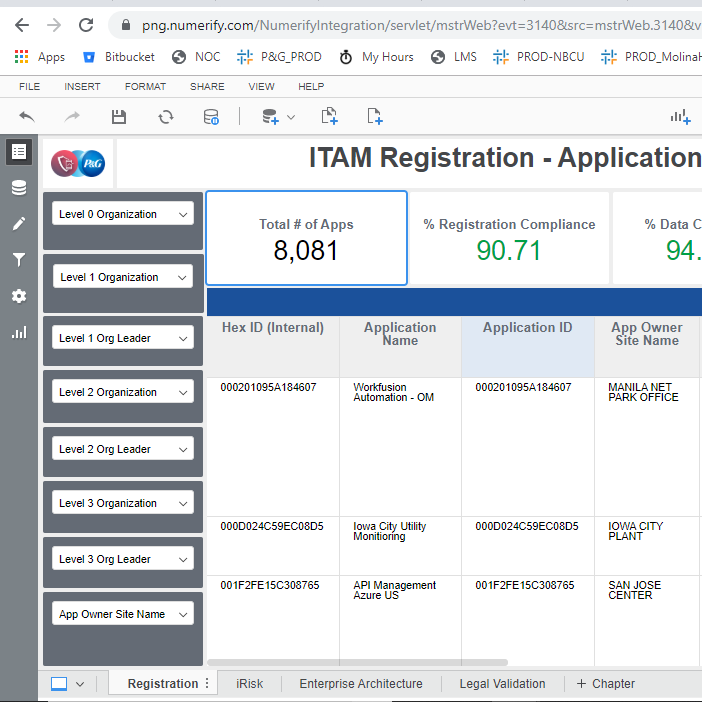 png.numerify.com/NumerifyIntegration/servlet/mstrWeb?evt=3140&src=mstrWeb.3140&v
Apps Bitbucket NOC P&G_PROD My Hours LMS PROD-NBCU PROD_MolinaH
FILE INSERT FORMAT SHARE VIEW HELP
P&G
ITAM Registration - Application
Level 0 Organization
Level 1 Organization
Level 1 Org Leader
Level 2 Organization
Level 2 Org Leader
Level 3 Organization
Level 3 Org Leader
App Owner Site Name
Total # of Apps
8,081
% Registration Compliance
90.71
% Data C
94.
Hex ID (Internal)
Application
Name
Application ID
App Owner
Site Name
000201095A184607
Workfusion
Automation - OM
000201095A184607
MANILA NET
PARK OFFICE
000D024C59EC08D5
Iowa City Utility
Monitoring
000D024C59EC08D5
IOWA CITY
PLANT
001F2FE15C308765
API Management
Azure US
001F2FE15C308765
SAN JOSE
CENTER
Registration iRisk Enterprise Architecture Legal Validation + Chapter